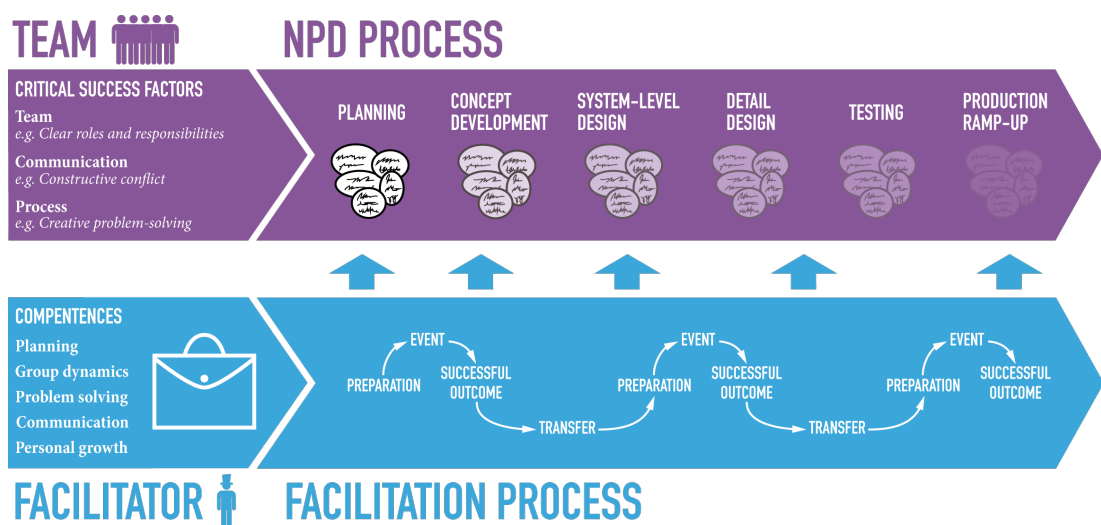 TEAM
NPD PROCESS
CRITICAL SUCCESS FACTORS
Team
e.g. Clear roles and responsibilities
Communication
e.g. Constructive conflict
Process
e.g. Creative problem-solving
PLANNING
CONCEPT
DEVELOPMENT
SYSTEM-LEVEL
DESIGN
DETAIL
DESIGN
TESTING
PRODUCTION
RAMP-UP
COMPENTENCES
Planning
Group dynamics
Problem solving
Communication
Personal growth
PREPARATION
EVENT
SUCCESSFUL
OUTCOME
TRANSFER
PREPARATION
EVENT
SUCCESSFUL
OUTCOME
TRANSFER
PREPARATION
EVENT
SUCCESSFUL
OUTCOME
FACILITATOR
FACILITATION PROCESS